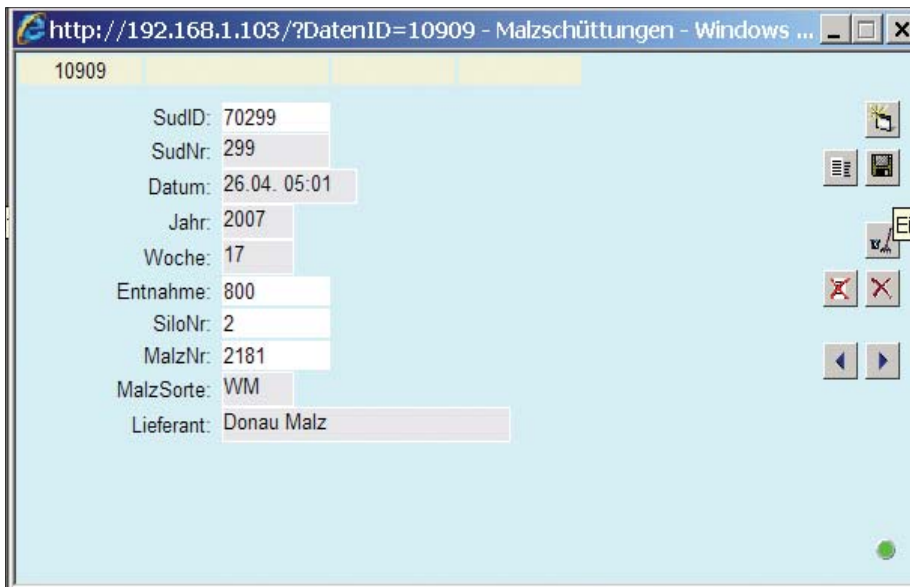 http://192.168.1.103/?DatenID=10909 - Malzschüttungen - Windows ...
10909
SudID: 70299
SudNr: 299
Datum: 26.04. 05:01
Jahr: 2007
Woche: 17
Entnahme: 800
SiloNr: 2
MalzNr: 2181
MalzSorte: WM
Lieferant: Donau Malz